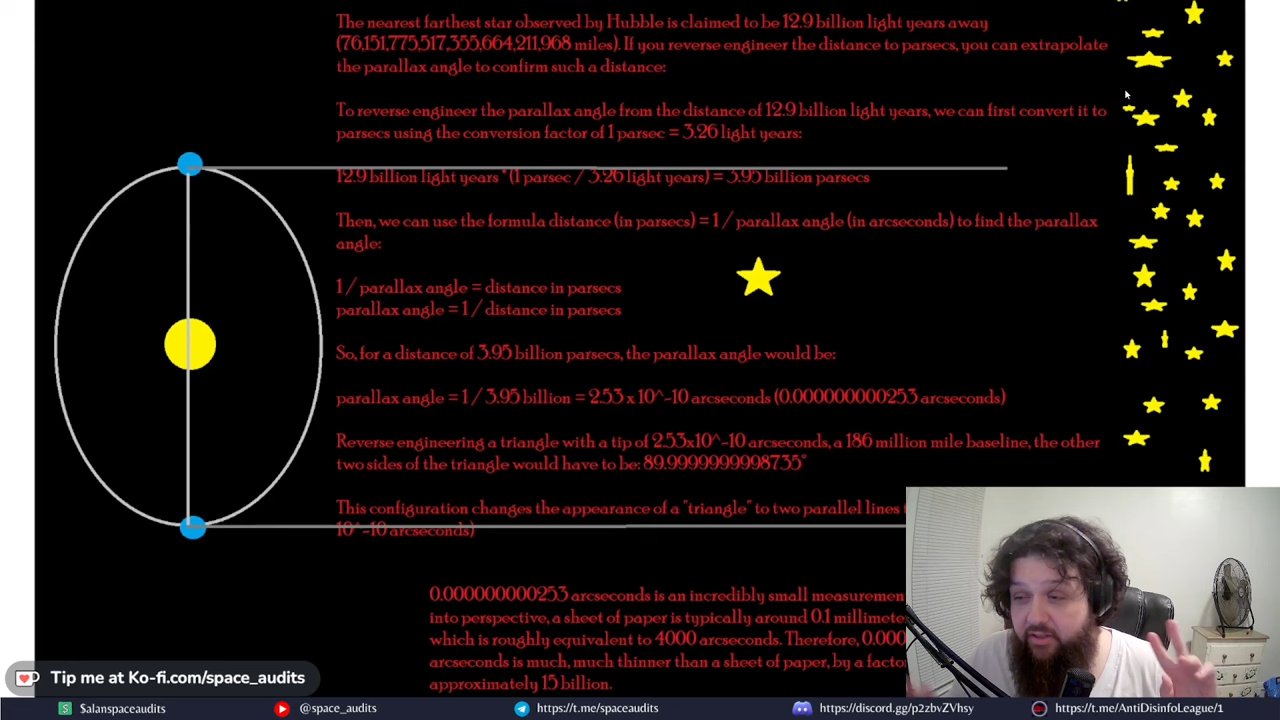 The nearest farthest star observed by Hubble is claimed to be 12.9 billion light years away
(76,151,775,517,355,664,211,968 miles). If you reverse engineer the distance to parsecs, you can extrapolate
the parallax angle to confirm such a distance:
To reverse engineer the parallax angle from the distance of 12.9 billion light years, we can first convert it to
parsecs using the conversion factor of 1 parsec = 3.26 light years:
12.9 billion light years * (1 parsec / 3.26 light years) = 3.95 billion parsecs
Then, we can use the formula distance (in parsecs) = 1 / parallax angle (in arcseconds) to find the parallax
angle:
1 / parallax angle = distance in parsecs
parallax angle = 1 / distance in parsecs
So, for a distance of 3.95 billion parsecs, the parallax angle would be:
parallax angle = 1 / 3.95 billion = 2.53 x 10^-10 arcseconds (0.000000000253 arcseconds)
Reverse engineering a triangle with a tip of 2.53x10^-10 arcseconds, a 186 million mile baseline, the other
two sides of the triangle would have to be: 89.9999999998735°
This configuration changes the appearance of a "triangle" to two parallel lines
10^-10 arcseconds)
0.000000000253 arcseconds is an incredibly small
into perspective, a sheet of paper is typically around 0.1
which is roughly equivalent to 4000 arcseconds. Therefore,
arcseconds is much, much thinner than a sheet of paper, by a
approximately 15 billion.
Tip me at Ko-fi.com/space_audits
$alanspaceaudits
@space_audits
https://t.me/spaceaudits
https://discord.gg/p2zbvZVhsy
https://t.me/AntiDisinfoLeague/1